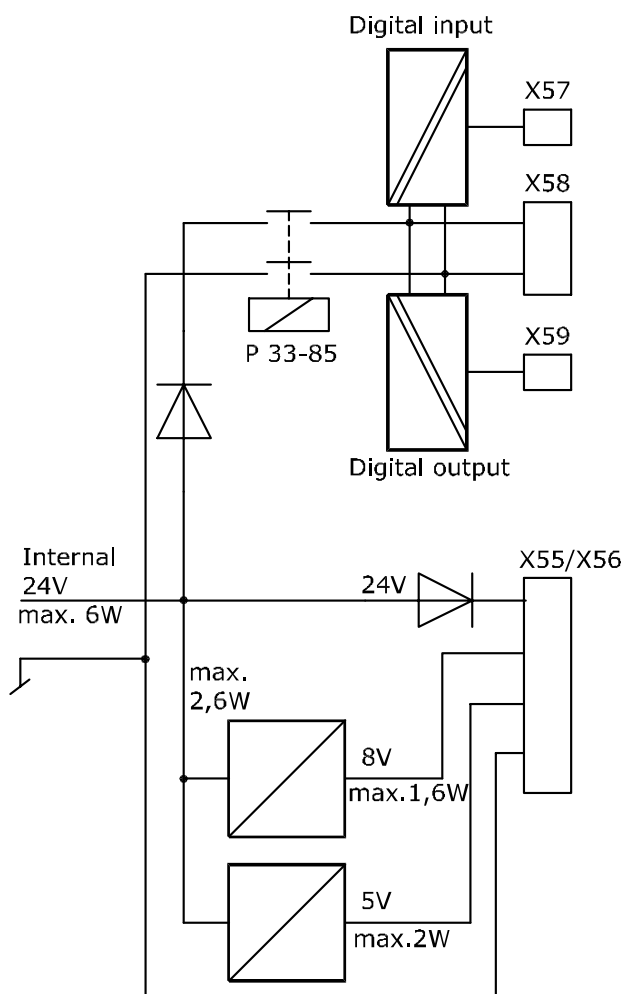 Digital input
X57
X58
P 33-85
X59
Digital output
Internal
24V
max. 6W
24V
X55/X56
max.
2,6W
8V
max.1,6W
5V
max.2W